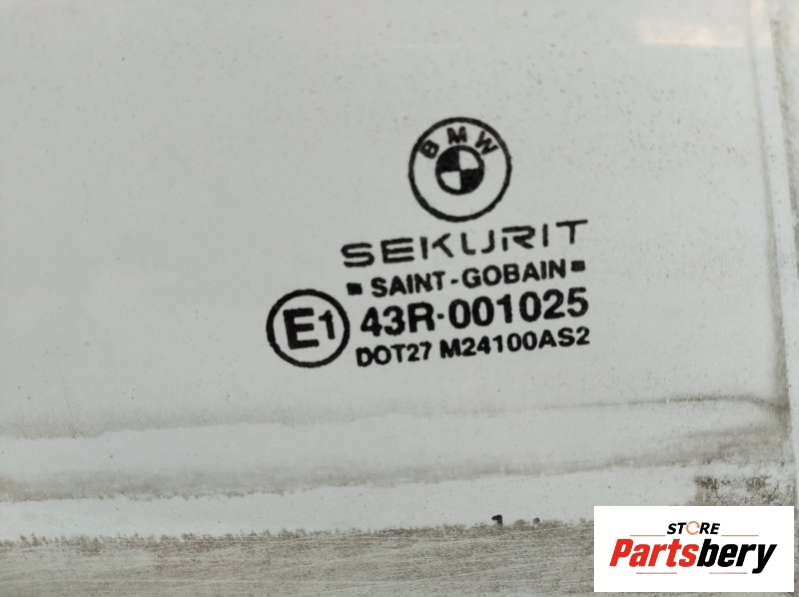 BMW
SEKURIT
SAINT-GOBAIN
E1 43R-001025
DOT27 M24100AS2
STORE
Partsbery